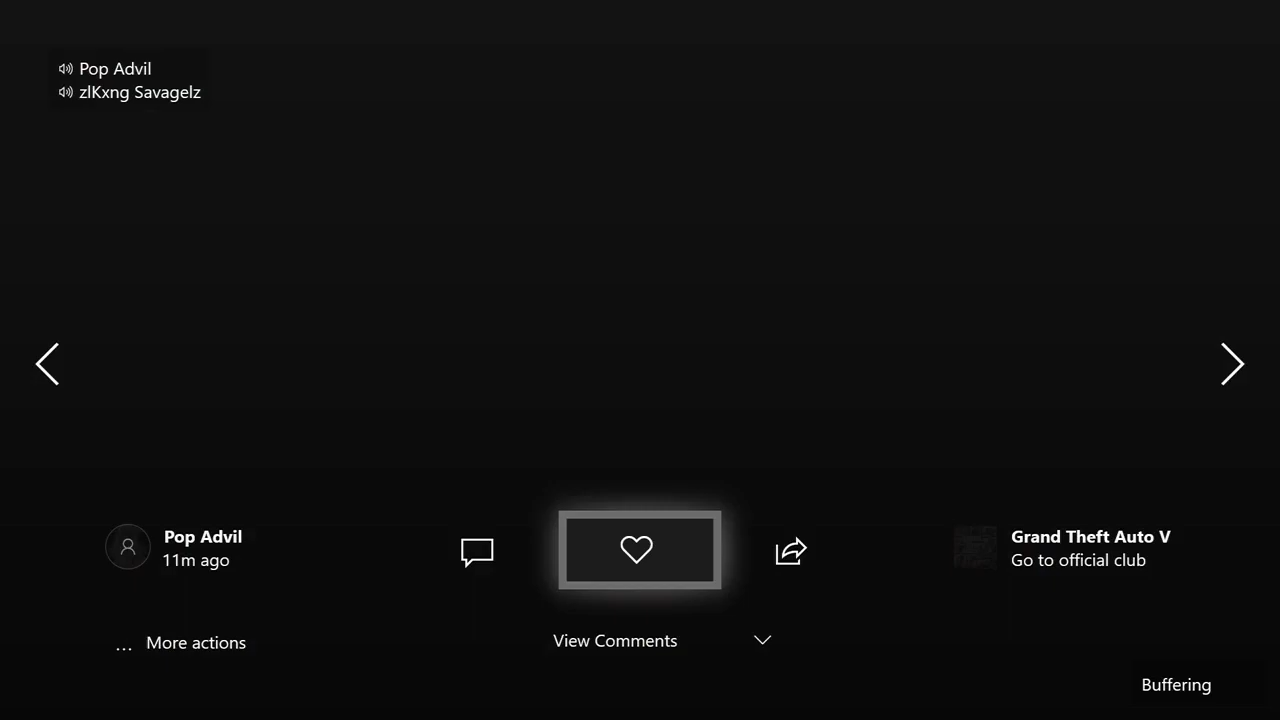 Pop Advil
zlKxng Savagelz
Pop Advil
11m ago
Grand Theft Auto V
Go to official club
... More actions
View Comments
Buffering